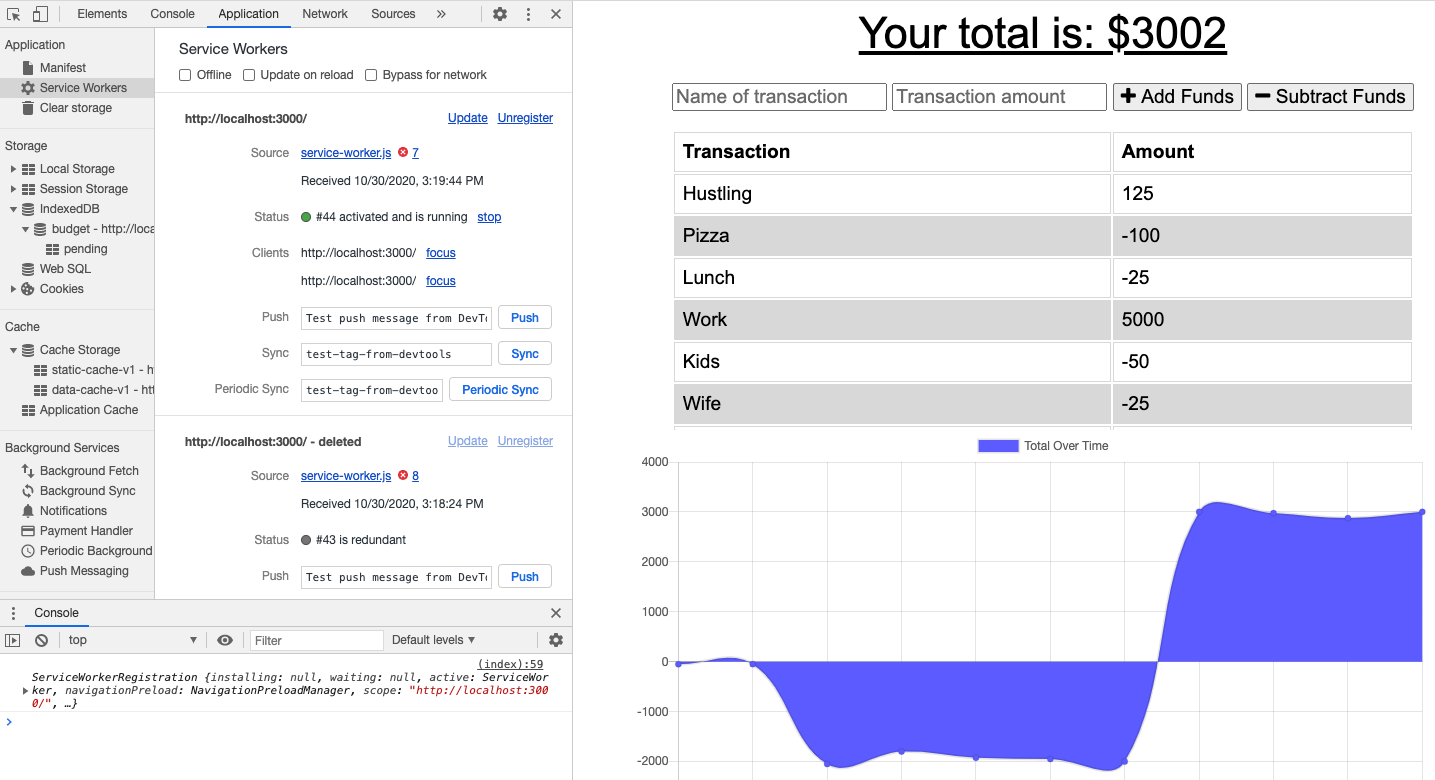 Elements Console Application Network Sources »
Application
Manifest
Service Workers
Clear storage
Storage
Local Storage
Session Storage
IndexedDB
budget - http://loca
pending
Web SQL
Cookies
Cache
Cache Storage
static-cache-v1 - h
data-cache-v1 - htt
Application Cache
Background Services
Background Fetch
Background Sync
Notifications
Payment Handler
Periodic Background
Push Messaging
Service Workers
Offline Update on reload Bypass for network
http://localhost:3000/ Update Unregister
Source service-worker.js 7
Received 10/30/2020, 3:19:44 PM
Status #44 activated and is running stop
Clients http://localhost:3000/ focus
http://localhost:3000/ focus
Push Test push message from DevTo Push
Sync test-tag-from-devtools Sync
Periodic Sync test-tag-from-devtoo Periodic Sync
http://localhost:3000/ - deleted Update Unregister
Source service-worker.js 8
Received 10/30/2020, 3:18:24 PM
Status #43 is redundant
Push Test push message from DevTo Push
Console
top Filter Default levels ▼
(index):59
ServiceWorkerRegistration {installing: null, waiting: null, active: ServiceWor
ker, navigationPreload: NavigationPreloadManager, scope: "http://localhost:300
0/", …}
Your total is: $3002
Name of transaction Transaction amount + Add Funds − Subtract Funds
Transaction Amount
Hustling 125
Pizza -100
Lunch -25
Work 5000
Kids -50
Wife -25
Total Over Time
4000
3000
2000
1000
0
-1000
-2000